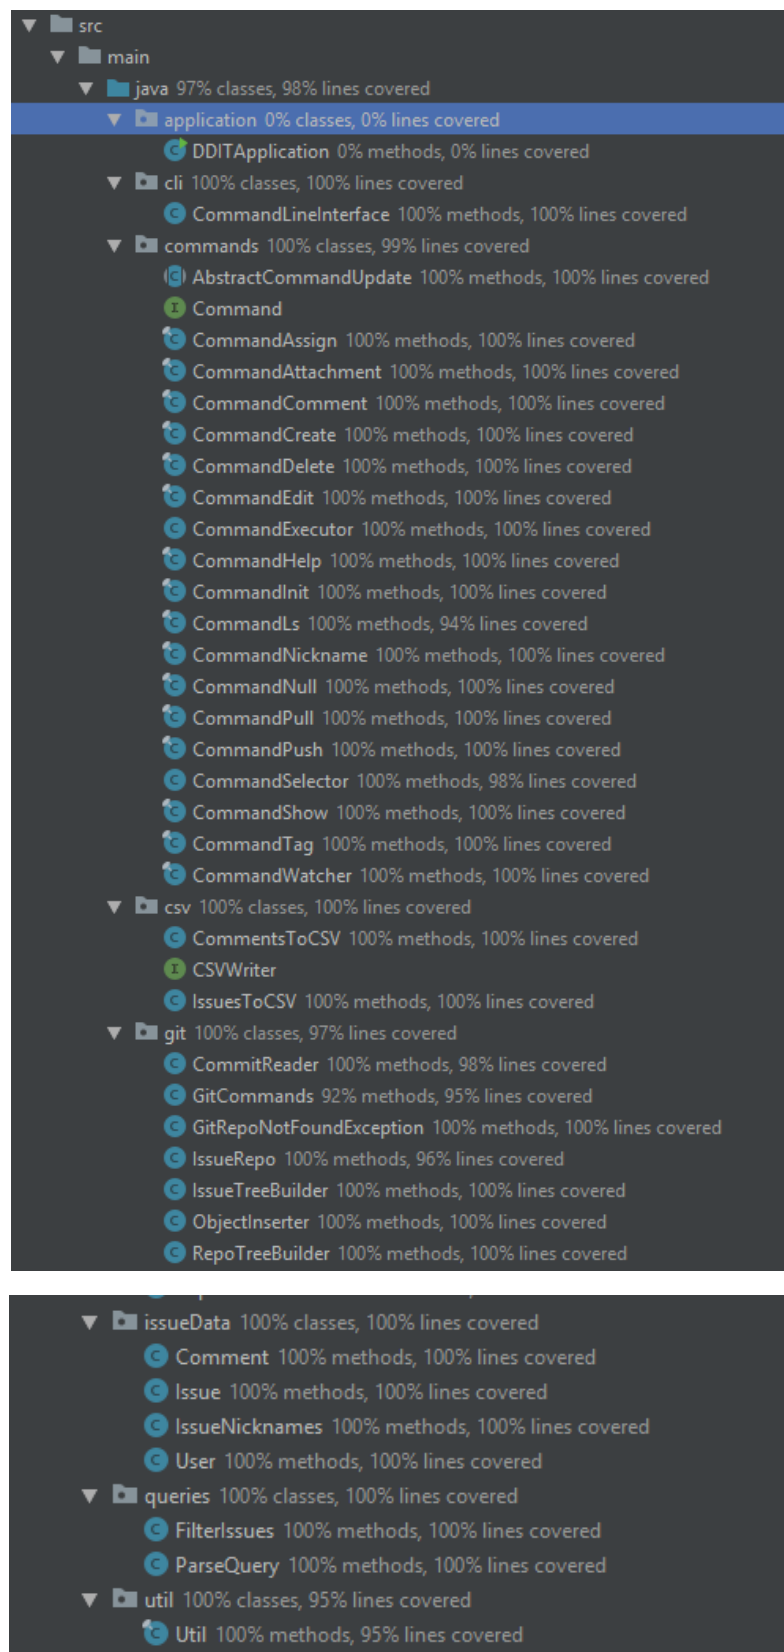 src
main
java 97% classes, 98% lines covered
application 0% classes, 0% lines covered
DDITApplication 0% methods, 0% lines covered
cli 100% classes, 100% lines covered
CommandLineInterface 100% methods, 100% lines covered
commands 100% classes, 99% lines covered
AbstractCommandUpdate 100% methods, 100% lines covered
Command
CommandAssign 100% methods, 100% lines covered
CommandAttachment 100% methods, 100% lines covered
CommandComment 100% methods, 100% lines covered
CommandCreate 100% methods, 100% lines covered
CommandDelete 100% methods, 100% lines covered
CommandEdit 100% methods, 100% lines covered
CommandExecutor 100% methods, 100% lines covered
CommandHelp 100% methods, 100% lines covered
CommandInit 100% methods, 100% lines covered
CommandLs 100% methods, 94% lines covered
CommandNickname 100% methods, 100% lines covered
CommandNull 100% methods, 100% lines covered
CommandPull 100% methods, 100% lines covered
CommandPush 100% methods, 100% lines covered
CommandSelector 100% methods, 98% lines covered
CommandShow 100% methods, 100% lines covered
CommandTag 100% methods, 100% lines covered
CommandWatcher 100% methods, 100% lines covered
csv 100% classes, 100% lines covered
CommentsToCSV 100% methods, 100% lines covered
CSVWriter
IssuesToCSV 100% methods, 100% lines covered
git 100% classes, 97% lines covered
CommitReader 100% methods, 98% lines covered
GitCommands 92% methods, 95% lines covered
GitRepoNotFoundException 100% methods, 100% lines covered
IssueRepo 100% methods, 96% lines covered
IssueTreeBuilder 100% methods, 100% lines covered
ObjectInserter 100% methods, 100% lines covered
RepoTreeBuilder 100% methods, 100% lines covered
issueData 100% classes, 100% lines covered
Comment 100% methods, 100% lines covered
Issue 100% methods, 100% lines covered
IssueNicknames 100% methods, 100% lines covered
User 100% methods, 100% lines covered
queries 100% classes, 100% lines covered
FilterIssues 100% methods, 100% lines covered
ParseQuery 100% methods, 100% lines covered
util 100% classes, 95% lines covered
Util 100% methods, 95% lines covered